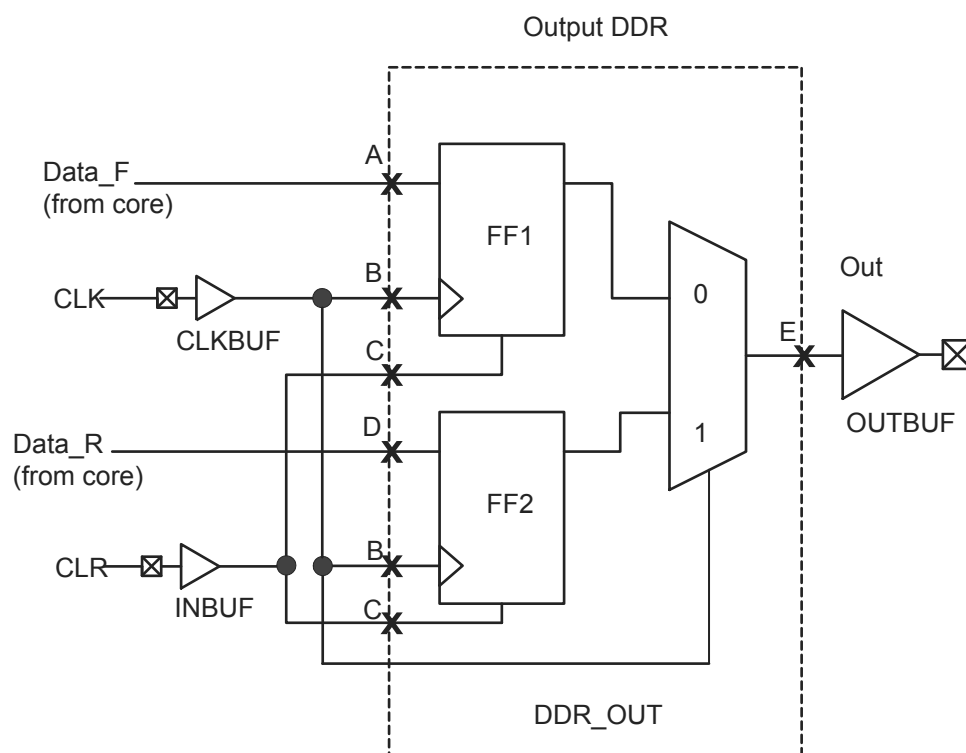 Output DDR
A
Data_F
(from core)
FF1
B
CLK
CLKBUF
C
0
Out
E
OUTBUF
D
Data_R
(from core)
1
FF2
B
CLR
INBUF
C
DDR_OUT